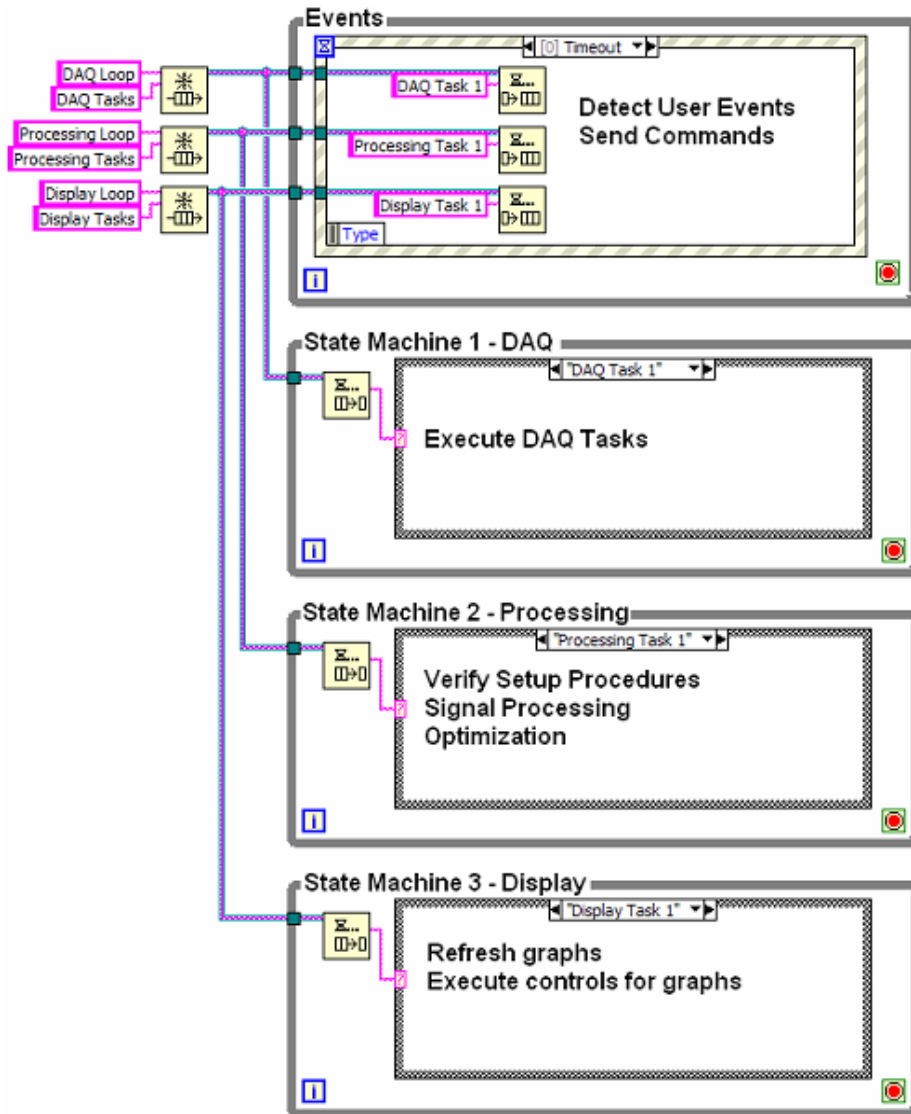 Events
[0] Timeout
DAQ Loop
DAQ Tasks
DAQ Task 1
Detect User Events
Send Commands
Processing Loop
Processing Tasks
Processing Task 1
Display Loop
Display Tasks
Display Task 1
Type
i
State Machine 1 - DAQ
"DAQ Task 1"
Execute DAQ Tasks
i
State Machine 2 - Processing
"Processing Task 1"
Verify Setup Procedures
Signal Processing
Optimization
i
State Machine 3 - Display
"Display Task 1"
Refresh graphs
Execute controls for graphs
i